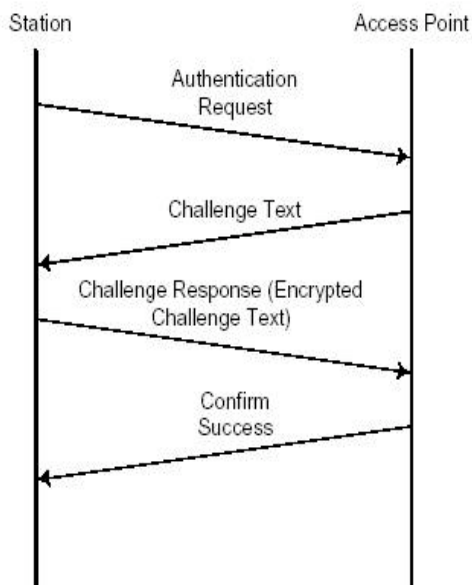 Station
Access Point
Authentication
Request
Challenge Text
Challenge Response (Encrypted
Challenge Text)
Confirm
Success